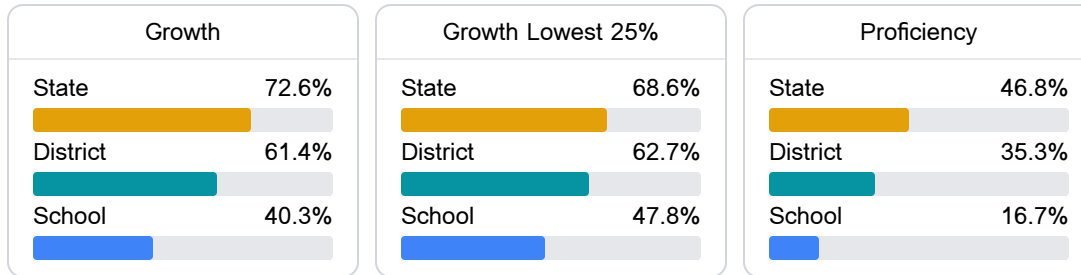 Growth
State 72.6%
District 61.4%
School 40.3%
Growth Lowest 25%
State 68.6%
District 62.7%
School 47.8%
Proficiency
State 46.8%
District 35.3%
School 16.7%